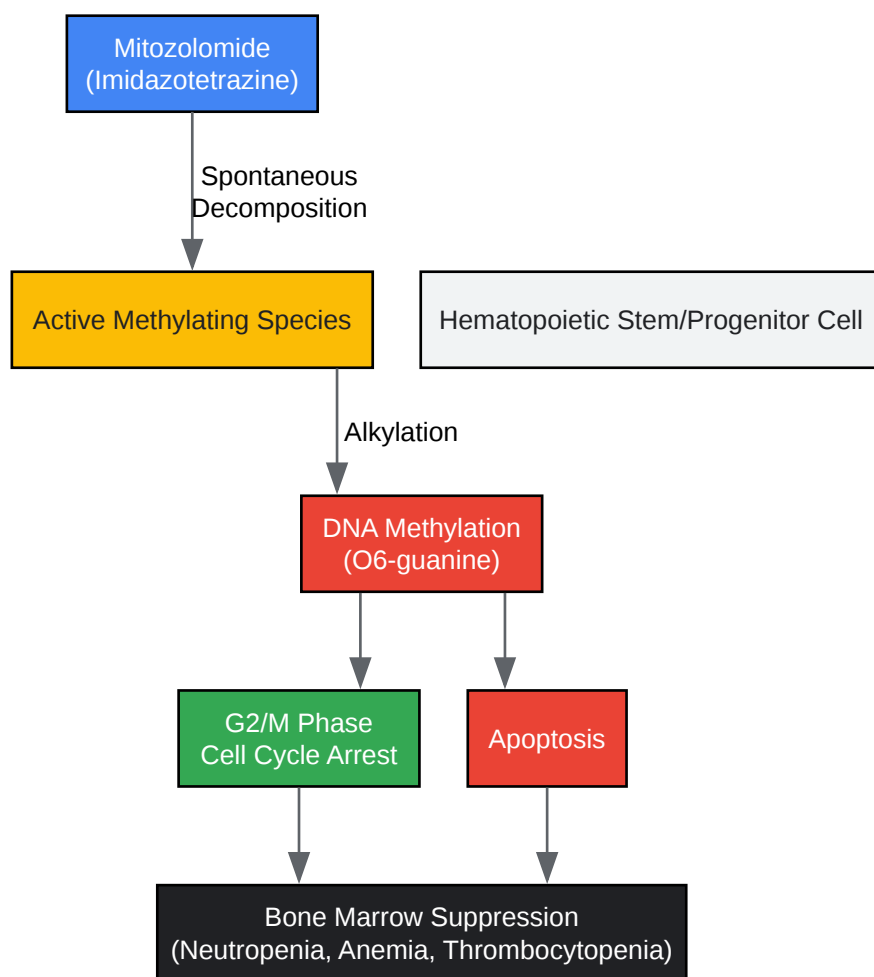 Mitozolomide
(Imidazotetrazine)
Spontaneous
Decomposition
Active Methylating Species
Hematopoietic Stem/Progenitor Cell
Alkylation
DNA Methylation
(O6-guanine)
G2/M Phase
Cell Cycle Arrest
Apoptosis
Bone Marrow Suppression
(Neutropenia, Anemia, Thrombocytopenia)